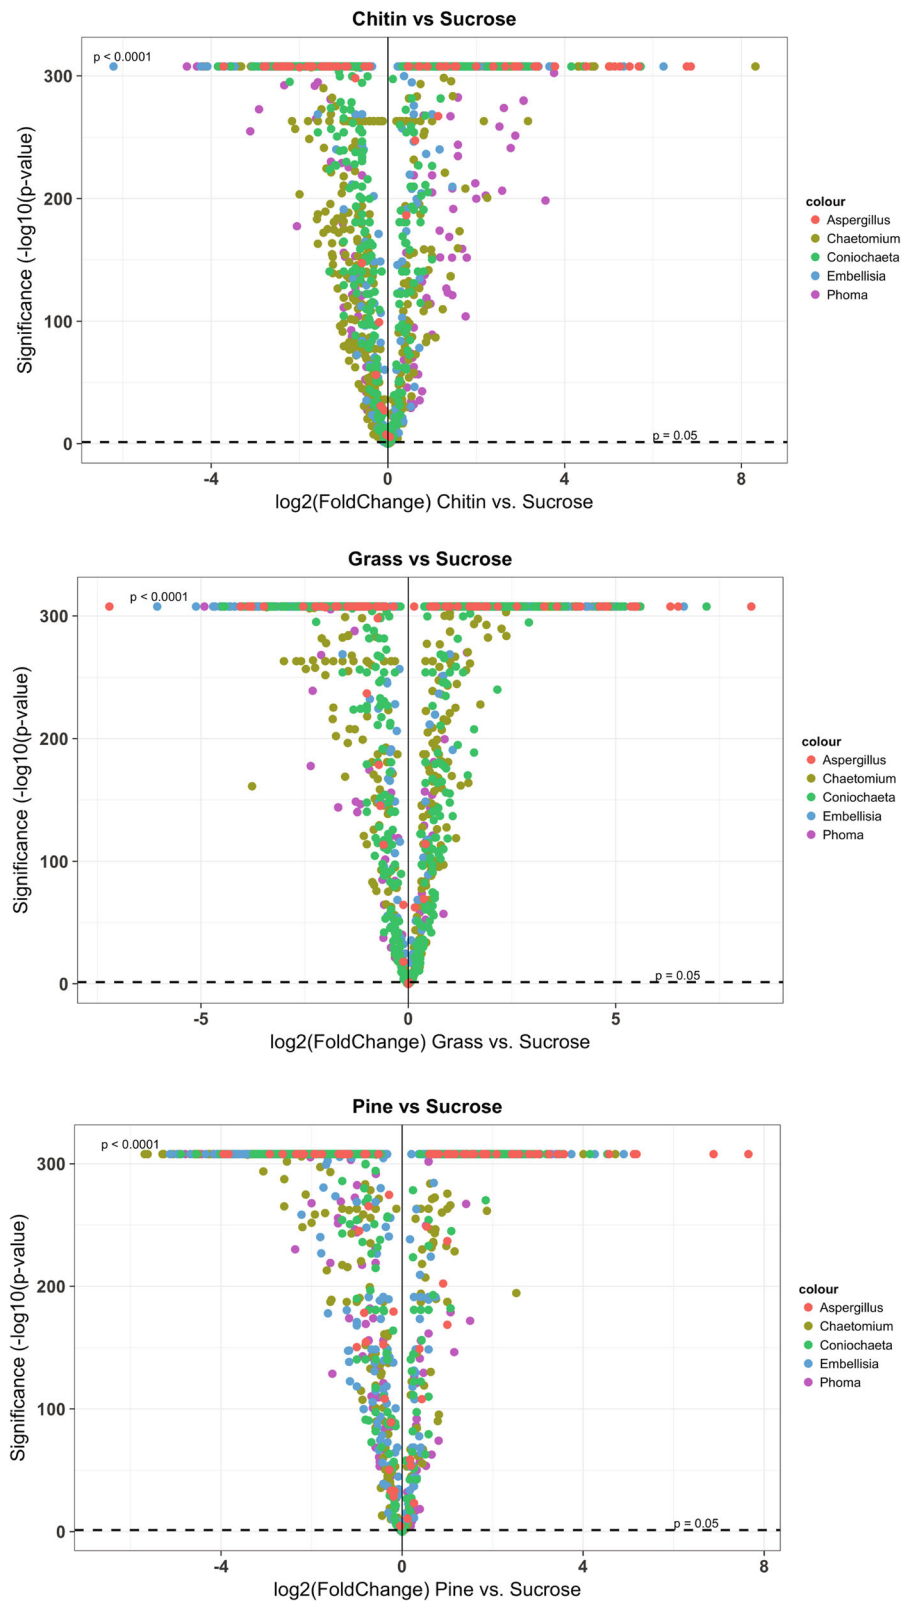 Chitin vs Sucrose
p < 0.0001
300
200
100
0
p = 0.05
-4
0
4
8
Significance (-log10(p-value)
log2(FoldChange) Chitin vs. Sucrose
colour
Aspergillus
Chaetomium
Coniochaeta
Embellisia
Phoma
Grass vs Sucrose
p < 0.0001
300
200
100
0
p = 0.05
-5
0
5
Significance (-log10(p-value)
log2(FoldChange) Grass vs. Sucrose
colour
Aspergillus
Chaetomium
Coniochaeta
Embellisia
Phoma
Pine vs Sucrose
p < 0.0001
300
200
100
0
p = 0.05
-4
0
4
8
Significance (-log10(p-value)
log2(FoldChange) Pine vs. Sucrose
colour
Aspergillus
Chaetomium
Coniochaeta
Embellisia
Phoma